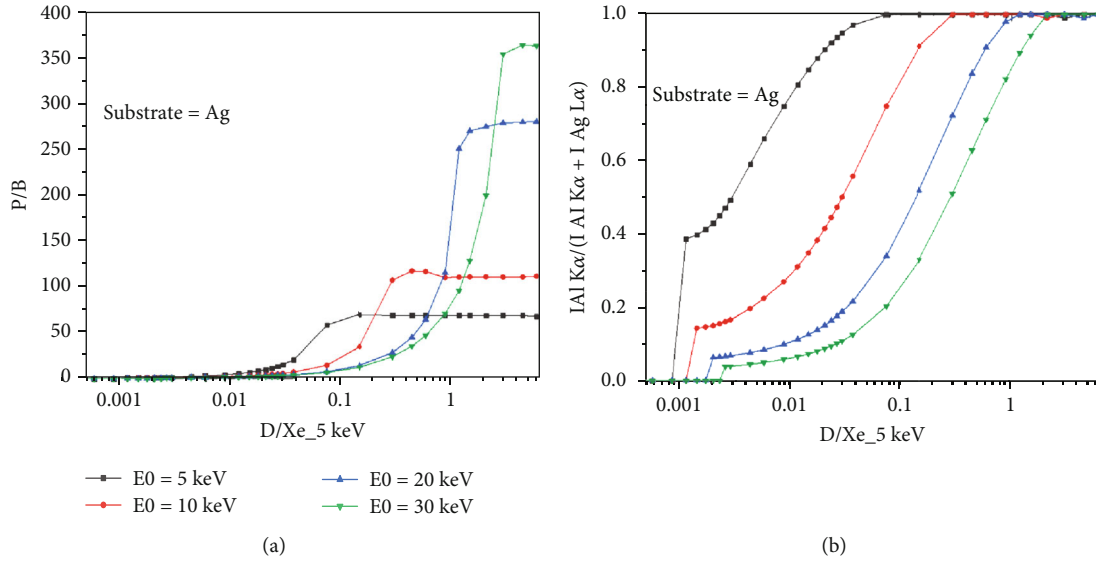 400
350
300
250
200
150
100
50
0
P/B
Substrate = Ag
0.001
0.01
0.1
1
D/Xe_5 keV
E0 = 5 keV
E0 = 10 keV
E0 = 20 keV
E0 = 30 keV
(a)
1.0
0.8
0.6
0.4
0.2
0.0
IAl Kα/(I Al Kα + I Ag Lα)
Substrate = Ag
0.001
0.01
0.1
1
D/Xe_5 keV
(b)